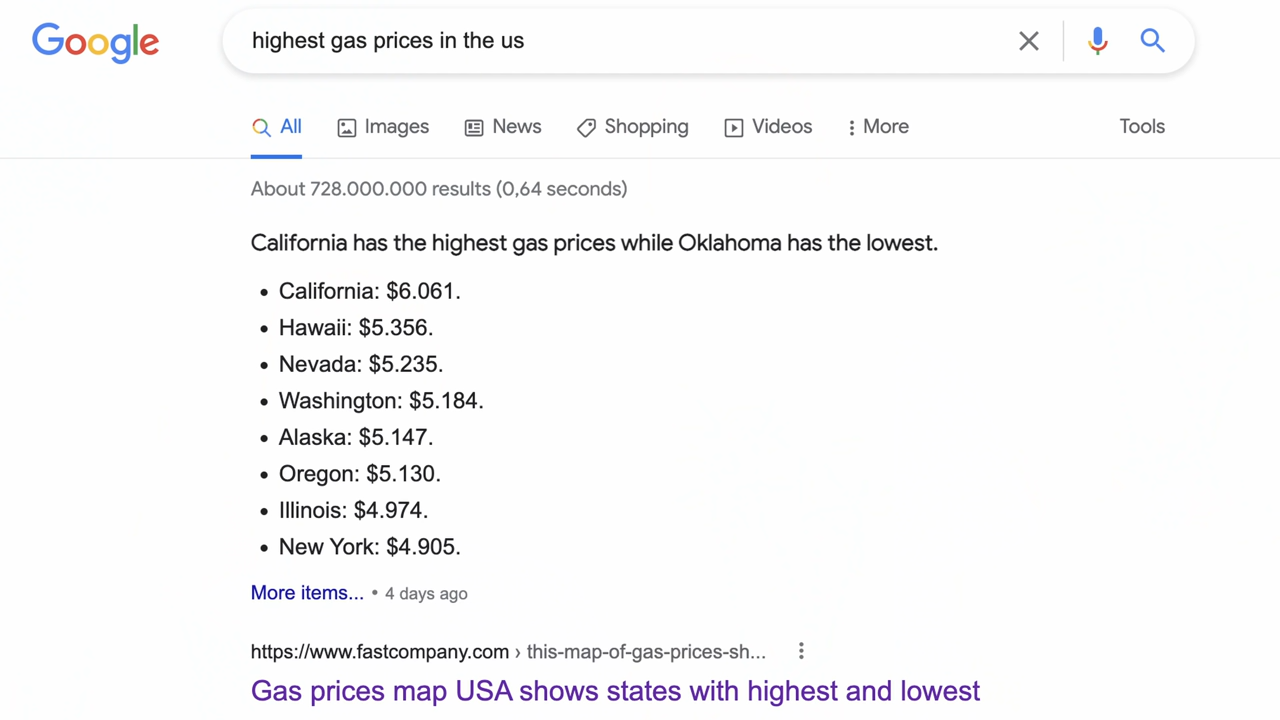 Google
highest gas prices in the us
All Images News Shopping Videos More Tools
About 728.000.000 results (0,64 seconds)
California has the highest gas prices while Oklahoma has the lowest.
• California: $6.061.
• Hawaii: $5.356.
• Nevada: $5.235.
• Washington: $5.184.
• Alaska: $5.147.
• Oregon: $5.130.
• Illinois: $4.974.
• New York: $4.905.
More items... • 4 days ago
https://www.fastcompany.com › this-map-of-gas-prices-sh...
Gas prices map USA shows states with highest and lowest